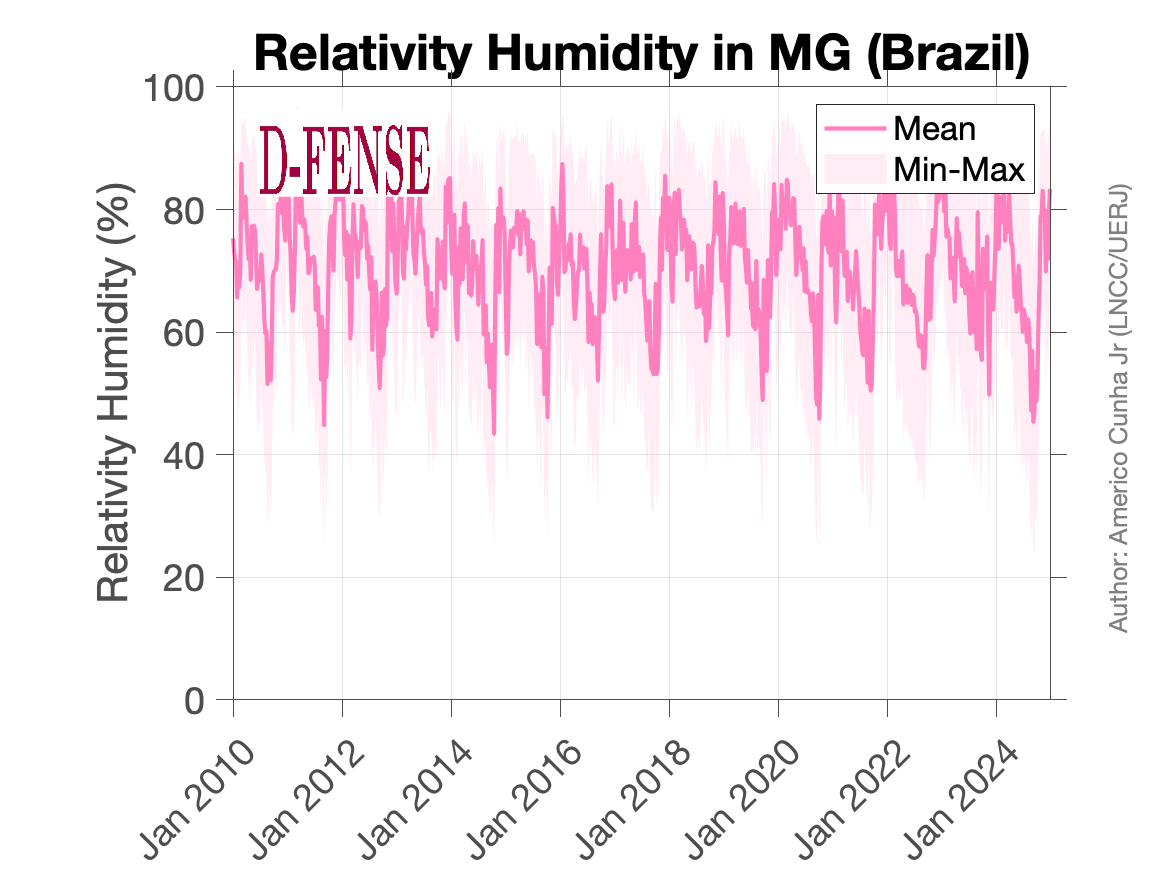 Relativity Humidity in MG (Brazil)
D-FENSE
Mean
Min-Max
Relativity Humidity (%)
100
80
60
40
20
0
Jan 2010
Jan 2012
Jan 2014
Jan 2016
Jan 2018
Jan 2020
Jan 2022
Jan 2024
Author: Americo Cunha Jr (LNCC/UERJ)